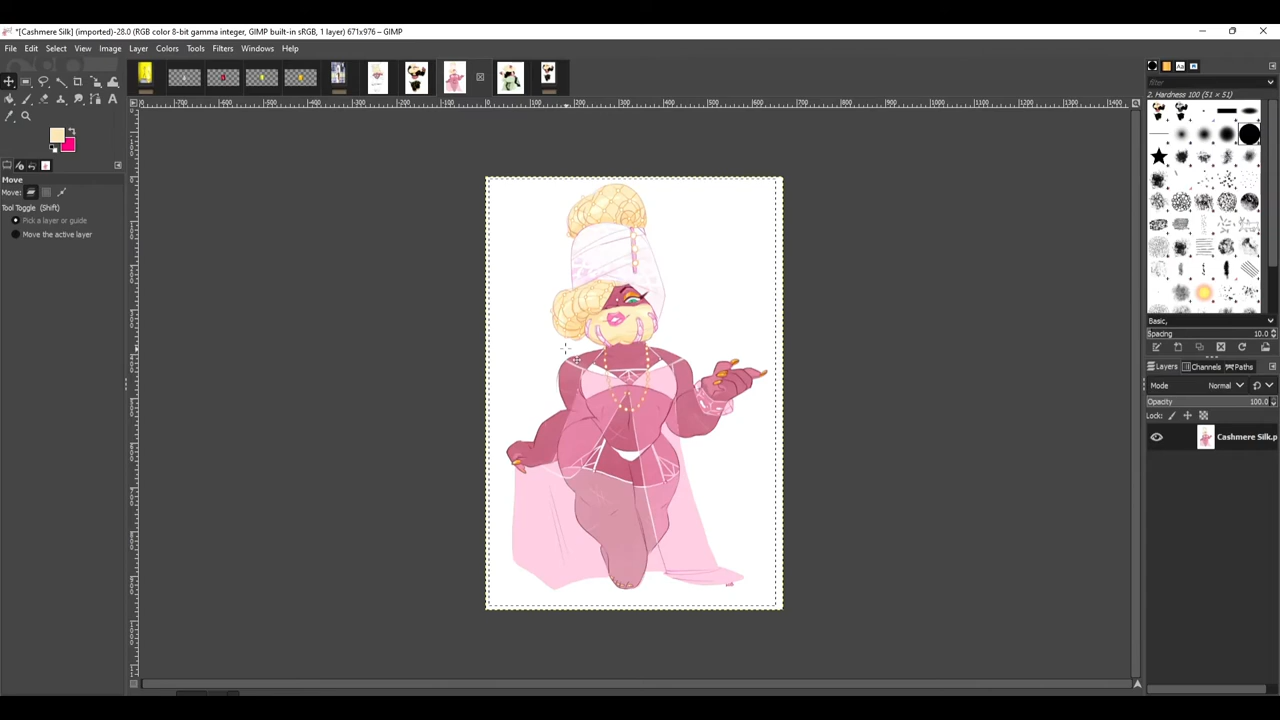 *[Cashmere Silk] (imported)-28.0 (RGB color 8-bit gamma integer, GIMP built-in sRGB, 1 layer) 671x976 – GIMP
File Edit Select View Image Layer Colors Tools Filters Windows Help
filter
2. Hardness 100 (51 × 51)
Move
Move:
Tool Toggle (Shift)
Pick a layer or guide
Move the active layer
Basic,
Spacing 10.0
Layers Channels Paths
Mode Normal
Opacity 100.0
Lock:
Cashmere Silk.p